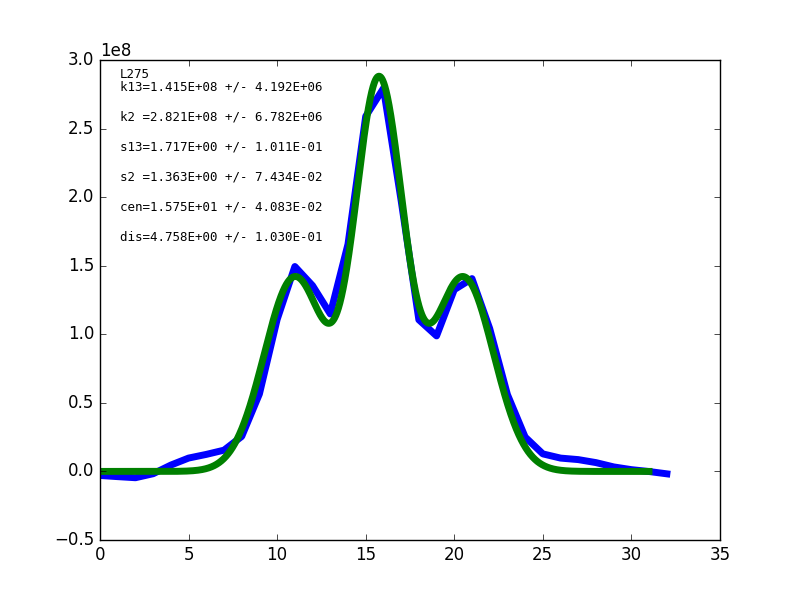 1e8
3.0
L275
k13=1.415E+08 +/- 4.192E+06
k2 =2.821E+08 +/- 6.782E+06
2.5
s13=1.717E+00 +/- 1.011E-01
s2 =1.363E+00 +/- 7.434E-02
2.0
cen=1.575E+01 +/- 4.083E-02
dis=4.758E+00 +/- 1.030E-01
1.5
1.0
0.5
0.0
−0.5
0 5 10 15 20 25 30 35